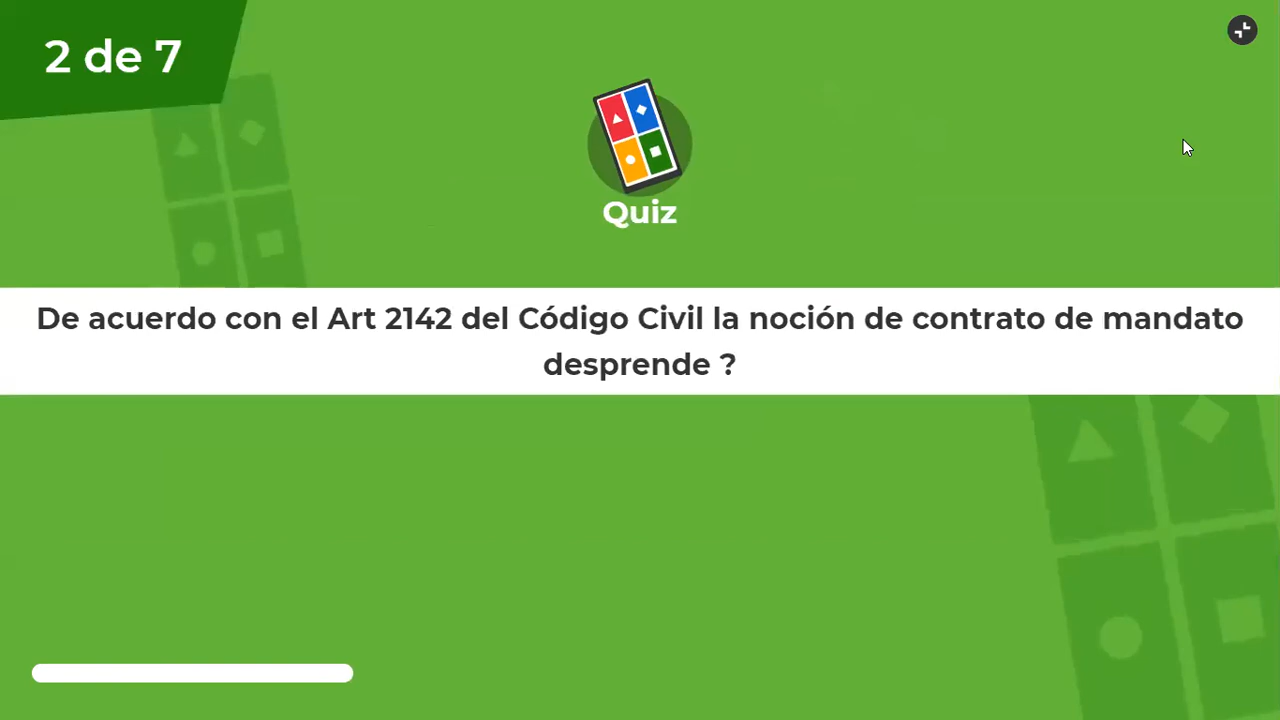 2 de 7
Quiz
De acuerdo con el Art 2142 del Código Civil la noción de contrato de mandato
desprende ?